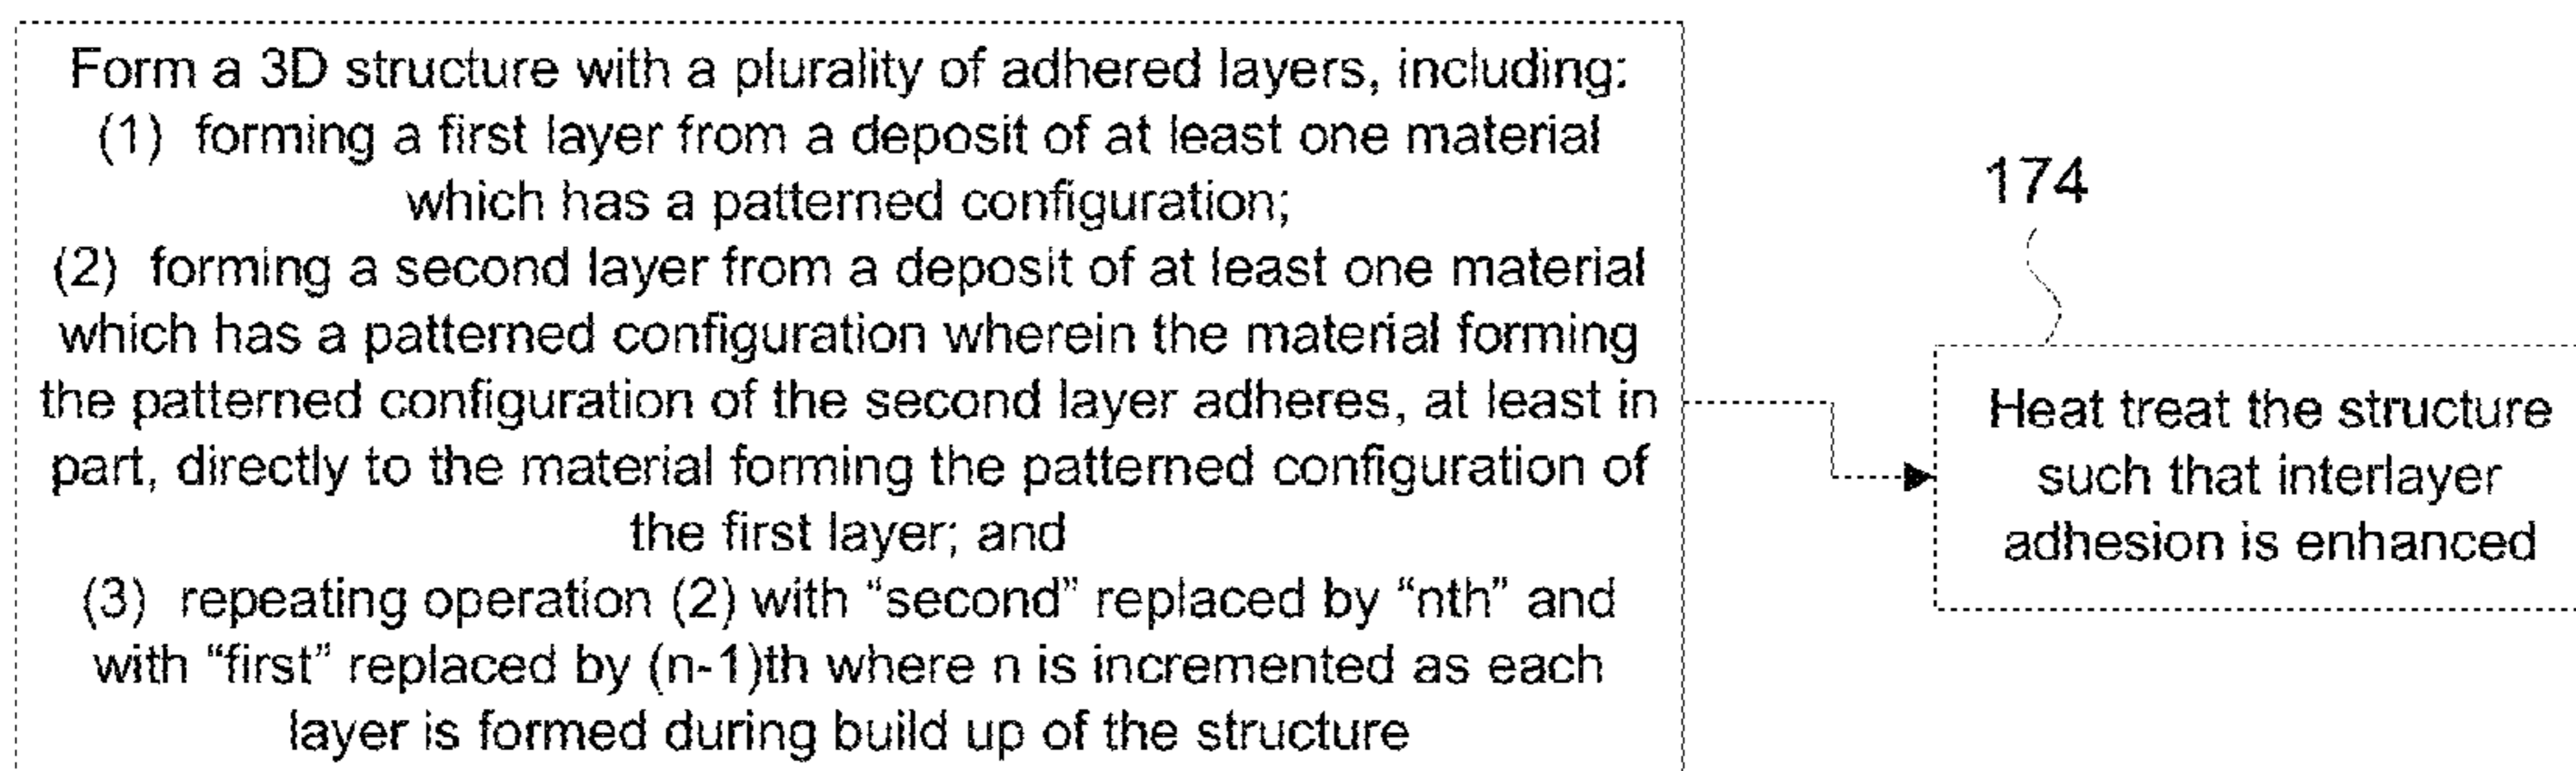 Form a 3D structure with a plurality of adhered layers, including:
(1) forming a first layer from a deposit of at least one material
which has a patterned configuration;
(2) forming a second layer from a deposit of at least one material
which has a patterned configuration wherein the material forming
the patterned configuration of the second layer adheres, at least in
part, directly to the material forming the patterned configuration of
the first layer; and
(3) repeating operation (2) with “second” replaced by “nth” and
with “first” replaced by (n-1)th where n is incremented as each
layer is formed during build up of the structure
174
Heat treat the structure
such that interlayer
adhesion is enhanced